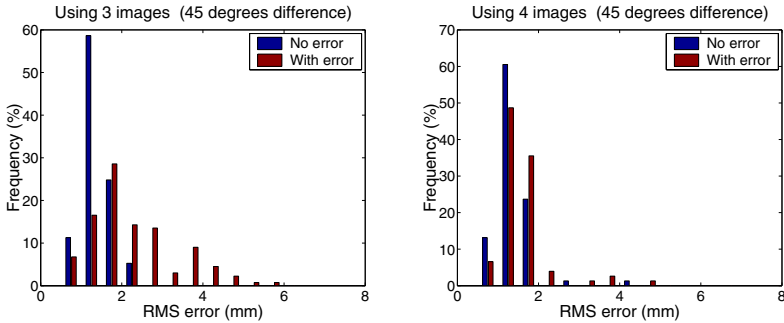 Using 3 images (45 degrees difference)
No error
With error
Frequency (%)
60
50
40
30
20
10
0
0 2 4 6 8
RMS error (mm)
Using 4 images (45 degrees difference)
No error
With error
Frequency (%)
70
60
50
40
30
20
10
0
0 2 4 6 8
RMS error (mm)